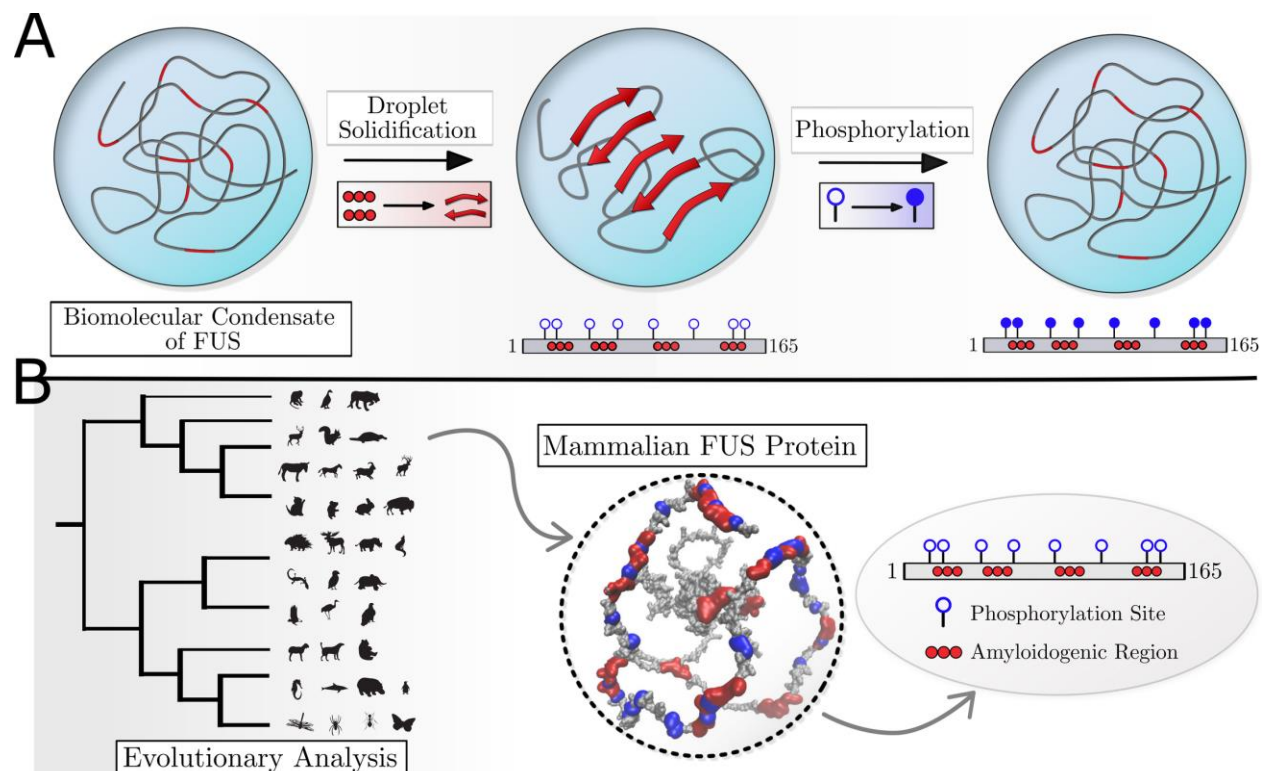 A
Droplet
Solidification
Phosphorylation
Biomolecular Condensate
of FUS
1 165
1 165
B
Mammalian FUS Protein
1 165
Phosphorylation Site
Amyloidogenic Region
Evolutionary Analysis